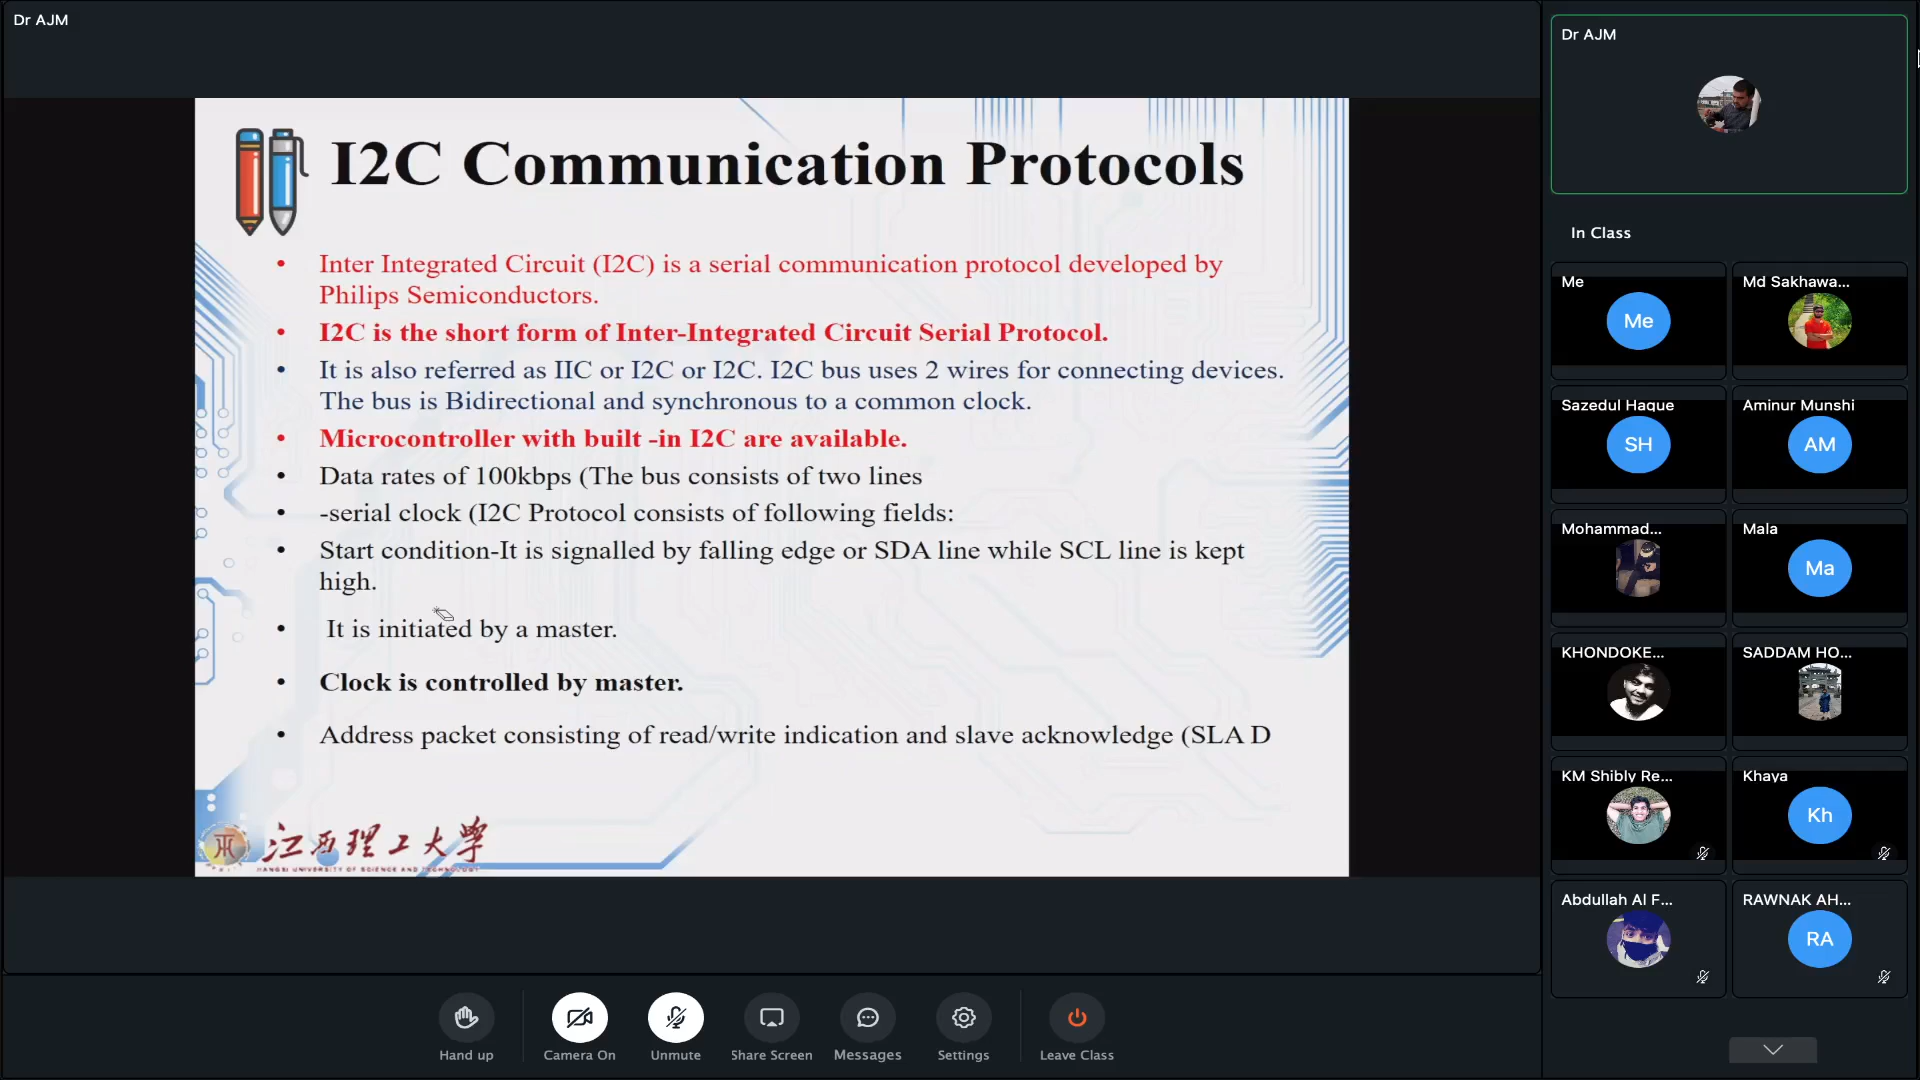 Dr AJM
I2C Communication Protocols
• Inter Integrated Circuit (I2C) is a serial communication protocol developed by
Philips Semiconductors.
• I2C is the short form of Inter-Integrated Circuit Serial Protocol.
• It is also referred as IIC or I2C or I2C. I2C bus uses 2 wires for connecting devices.
The bus is Bidirectional and synchronous to a common clock.
• Microcontroller with built -in I2C are available.
• Data rates of 100kbps (The bus consists of two lines
• -serial clock (I2C Protocol consists of following fields:
• Start condition-It is signalled by falling edge or SDA line while SCL line is kept
high.
• It is initiated by a master.
• Clock is controlled by master.
• Address packet consisting of read/write indication and slave acknowledge (SLA D
江西理工大学
JIANGXI UNIVERSITY OF SCIENCE AND TECHNOLOGY
Hand up
Camera On
Unmute
Share Screen
Messages
Settings
Leave Class
Dr AJM
In Class
Me
Me
Md Sakhawa...
Sazedul Haque
SH
Aminur Munshi
AM
Mohammad...
Mala
Ma
KHONDOKE...
SADDAM HO...
KM Shibly Re...
Khaya
Kh
Abdullah Al F...
RAWNAK AH...
RA